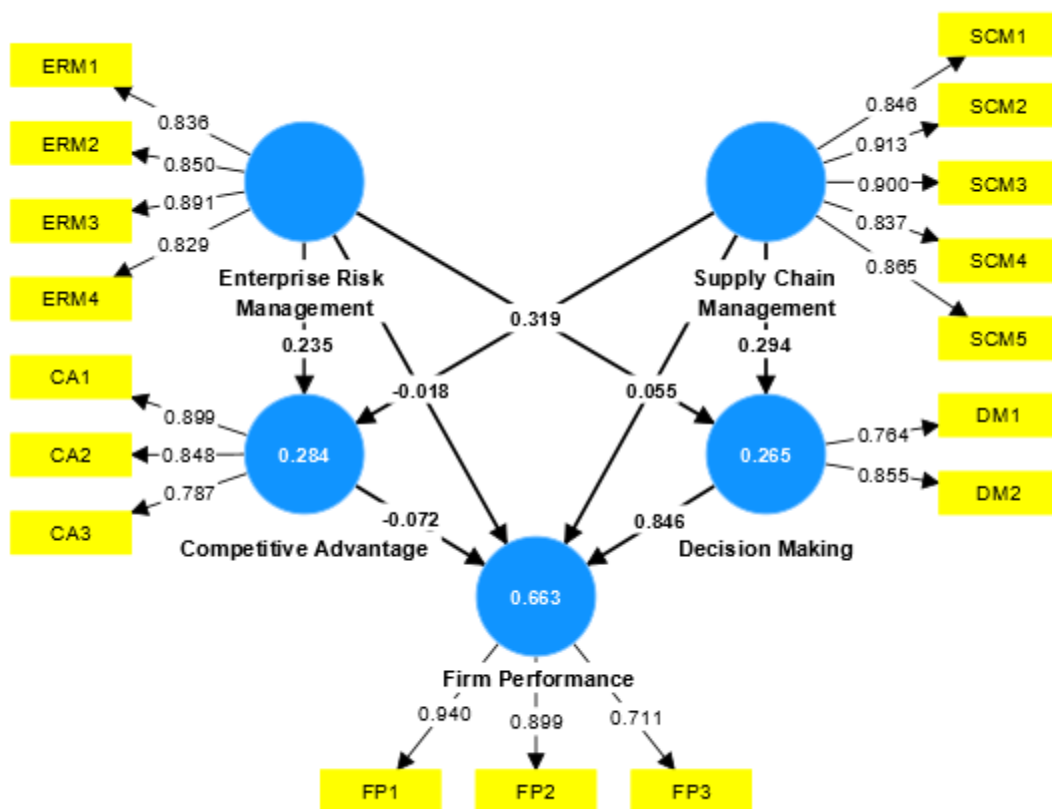 ERM1
ERM2
ERM3
ERM4
0.836
0.850
0.891
0.829
SCM1
SCM2
SCM3
SCM4
SCM5
0.846
0.913
0.900
0.837
0.865
Enterprise Risk
Management
Supply Chain
Management
0.235
0.319
0.294
-0.018
0.055
CA1
CA2
CA3
0.899
0.848
0.787
0.284
0.265
0.764
0.855
DM1
DM2
Competitive Advantage
-0.072
0.846
Decision Making
0.663
Firm Performance
0.940
0.899
0.711
FP1
FP2
FP3